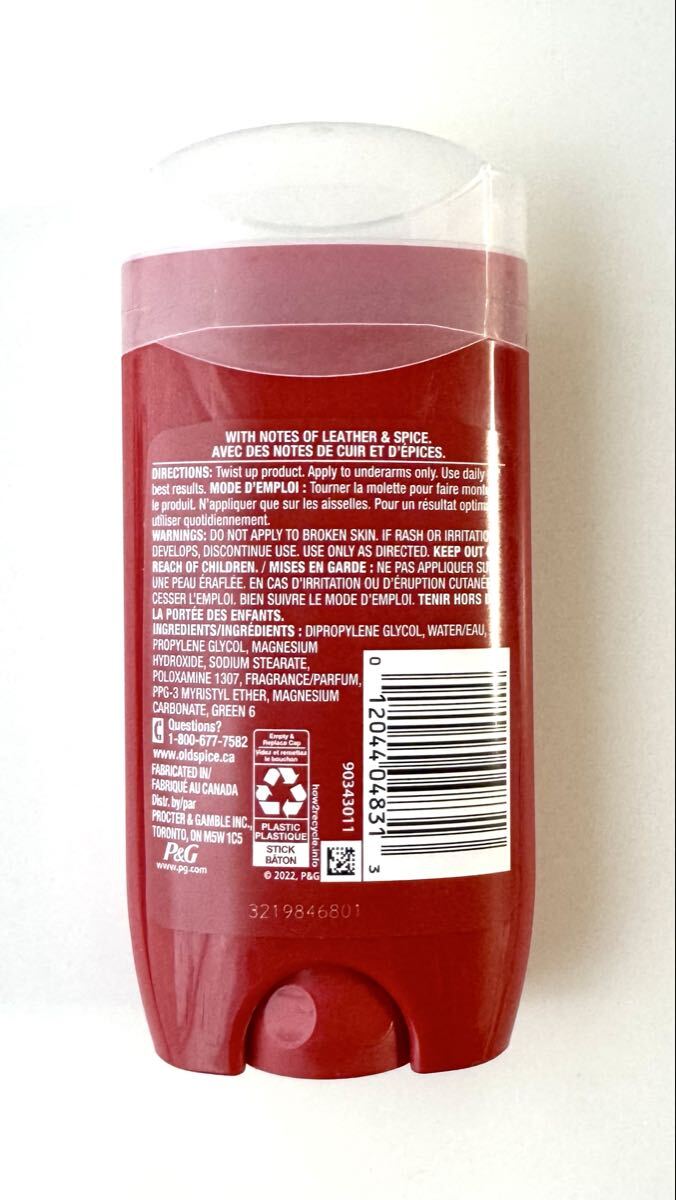 WITH NOTES OF LEATHER & SPICE.
AVEC DES NOTES DE CUIR ET D'ÉPICES.
DIRECTIONS: Twist up product. Apply to underarms only. Use daily
best results. MODE D'EMPLOI : Tourner la molette pour faire
le produit. N'appliquer que sur les aisselles. Pour un résultat
utiliser quotidiennement.
WARNINGS: DO NOT APPLY TO BROKEN SKIN. IF RASH OR
DEVELOPS, DISCONTINUE USE. USE ONLY AS DIRECTED. KEEP OUT
REACH OF CHILDREN. / MISES EN GARDE : NE PAS APPLIQUER
UNE PEAU ÉRAFLÉE. EN CAS D'IRRITATION OU D'ÉRUPTION
CESSER L'EMPLOI. BIEN SUIVRE LE MODE D'EMPLOI. TENIR HORS
LA PORTÉE DES ENFANTS.
INGREDIENTS/INGRÉDIENTS : DIPROPYLENE GLYCOL, WATER/EAU,
PROPYLENE GLYCOL, MAGNESIUM
HYDROXIDE, SODIUM STEARATE,
POLOXAMINE 1307, FRAGRANCE/PARFUM,
PPG-3 MYRISTYL ETHER, MAGNESIUM
CARBONATE, GREEN 6
Questions?
1-800-677-7582
www.oldspice.ca
FABRICATED IN/
FABRIQUÉ AU CANADA
Distr. by/par
PROCTER & GAMBLE INC.,
TORONTO, ON M5W 1C5
P&G
www.pg.com
Empty &
Replace Cap
Videz et remettez
le bouchon
PLASTIC
PLASTIQUE
STICK
BÂTON
how2recycle.info
© 2022, P&G
90343011
0 12044 04831 3
3219846801